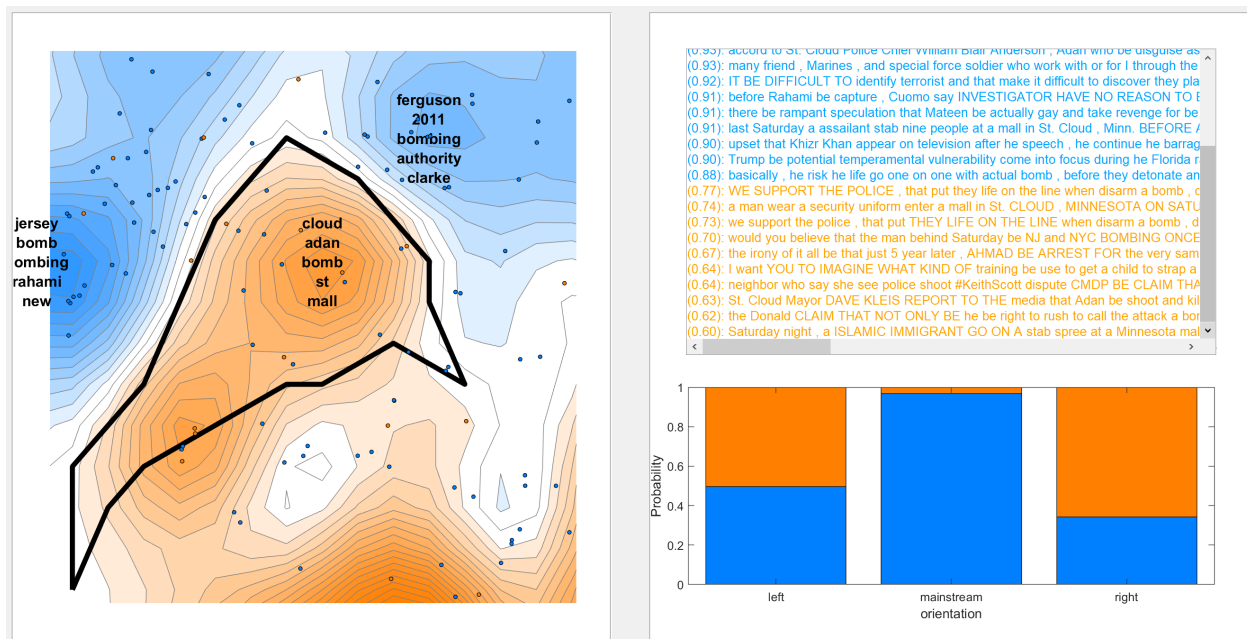 ferguson
2011
bombing
authority
clarke
jersey
bomb
ombing
rahami
new
cloud
adan
bomb
st
mall
(0.93): accord to St. Cloud Police Chief William Blair Anderson , Adan who be disguise as
(0.93): many friend , Marines , and special force soldier who work with or for I through the
(0.92): IT BE DIFFICULT TO identify terrorist and that make it difficult to discover they pla
(0.91): before Rahami be capture , Cuomo say INVESTIGATOR HAVE NO REASON TO
(0.91): there be rampant speculation that Mateen be actually gay and take revenge for be
(0.91): last Saturday a assailant stab nine people at a mall in St. Cloud , Minn. BEFORE
(0.90): upset that Khizr Khan appear on television after he speech , he continue he barrag
(0.90): Trump be potential temperamental vulnerability come into focus during he Florida
(0.88): basically , he risk he life go one on one with actual bomb , before they detonate an
(0.77): WE SUPPORT THE POLICE , that put they life on the line when disarm a bomb ,
(0.74): a man wear a security uniform enter a mall in St. CLOUD , MINNESOTA ON SATU
(0.73): we support the police , that put THEY LIFE ON THE LINE when disarm a bomb , d
(0.70): would you believe that the man behind Saturday be NJ and NYC BOMBING ONCE
(0.67): the irony of it all be that just 5 year later , AHMAD BE ARREST FOR the very sam
(0.64): I want YOU TO IMAGINE WHAT KIND OF training be use to get a child to strap a
(0.64): neighbor who say she see police shoot #KeithScott dispute CMDP BE CLAIM THA
(0.63): St. Cloud Mayor DAVE KLEIS REPORT TO THE media that Adan be shoot and kil
(0.62): the Donald CLAIM THAT NOT ONLY BE he be right to rush to call the attack a bor
(0.60): Saturday night , a ISLAMIC IMMIGRANT GO ON A stab spree at a Minnesota mal
1
0.8
0.6
0.4
0.2
0
Probability
left
mainstream
right
orientation